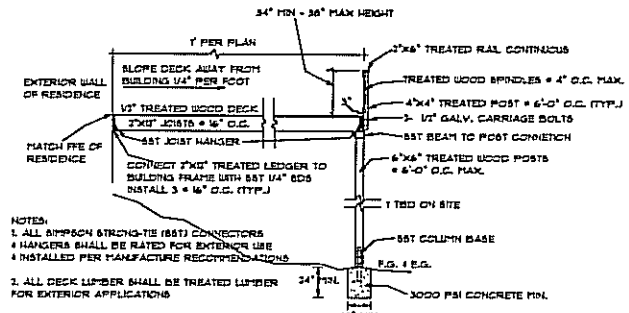 34" MIN - 36" MAX HEIGHT
1' PER PLAN
2"X6" TREATED RAIL CONTINUOUS
EXTERIOR WALL
OF RESIDENCE
SLOPE DECK AWAY FROM
BUILDING 1/4" PER FOOT
TREATED WOOD SPINDLES @ 4" O.C. MAX.
4"X4" TREATED POST @ 6'-0" O.C. (TYP.)
1/2" TREATED WOOD DECK
2"X12" JOISTS @ 16" O.C.
2- 1/2" GALV. CARRIAGE BOLTS
SST BEAM TO POST CONNETICN
MATCH FFE OF
RESIDENCE
SST JOIST HANGER
CONNECT 2"X12" TREATED LEDGER TO
BUILDING FRAME WITH SST 1/4" SDS
INSTALL 3 @ 16" O.C. (TYP.)
6"X6" TREATED WOOD POSTS
@ 6'-0" O.C. MAX.
T TBD ON SITE
NOTES:
1. ALL SIMPSON STRONG-TIE (SST) CONNECTORS
& HANGERS SHALL BE RATED FOR EXTERIOR USE
& INSTALLED PER MANUFACTURE RECOMMENDATIONS
SST COLUMN BASE
F.G. & E.G.
24" MIN.
2. ALL DECK LUMBER SHALL BE TREATED LUMBER
FOR EXTERIOR APPLICATIONS
3000 PSI CONCRETE MIN.